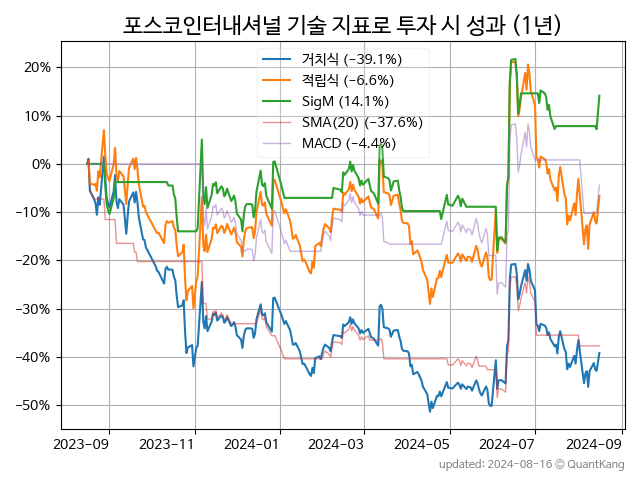 포스코인터내셔널 기술 지표로 투자 시 성과 (1년)
거치식 (−39.1%)
적립식 (−6.6%)
SigM (14.1%)
SMA(20) (−37.6%)
MACD (−4.4%)
20%
10%
0%
−10%
−20%
−30%
−40%
−50%
2023-09 2023-11 2024-01 2024-03 2024-05 2024-07 2024-09
updated: 2024-08-16 © QuantKang